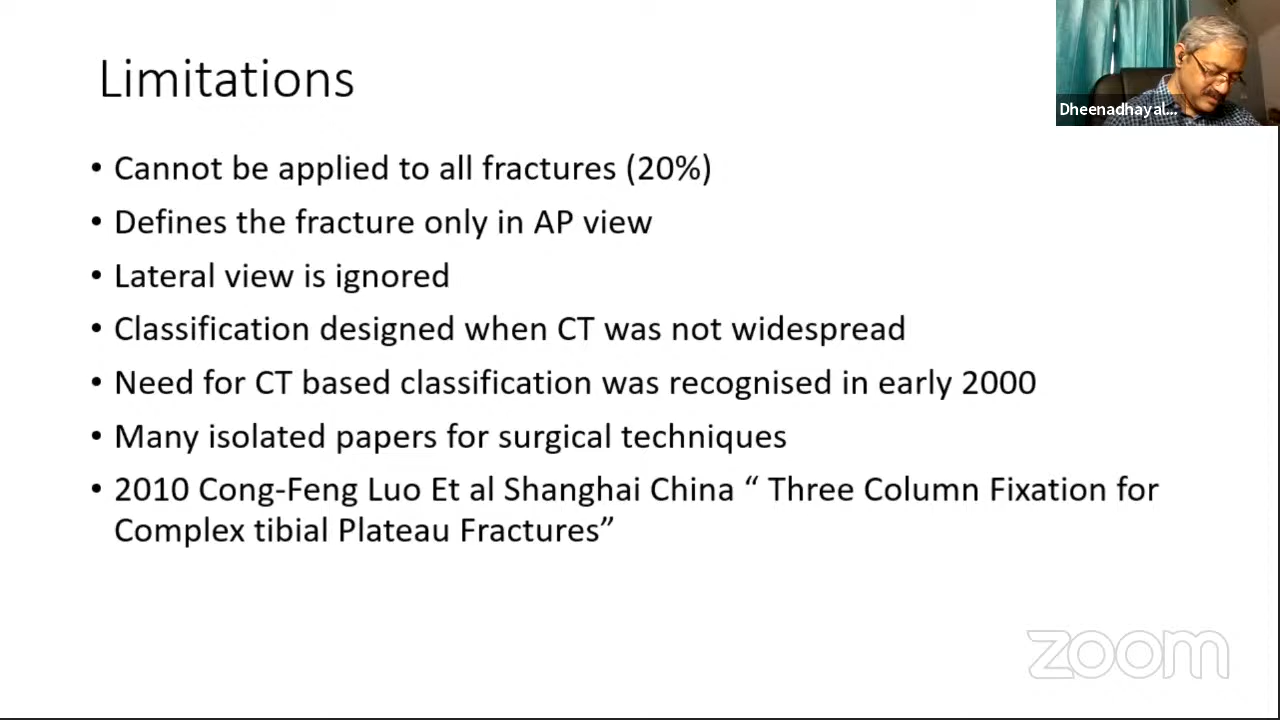 Limitations
Dheenadhayal...
• Cannot be applied to all fractures (20%)
• Defines the fracture only in AP view
• Lateral view is ignored
• Classification designed when CT was not widespread
• Need for CT based classification was recognised in early 2000
• Many isolated papers for surgical techniques
• 2010 Cong-Feng Luo Et al Shanghai China “ Three Column Fixation for
Complex tibial Plateau Fractures”
zoom